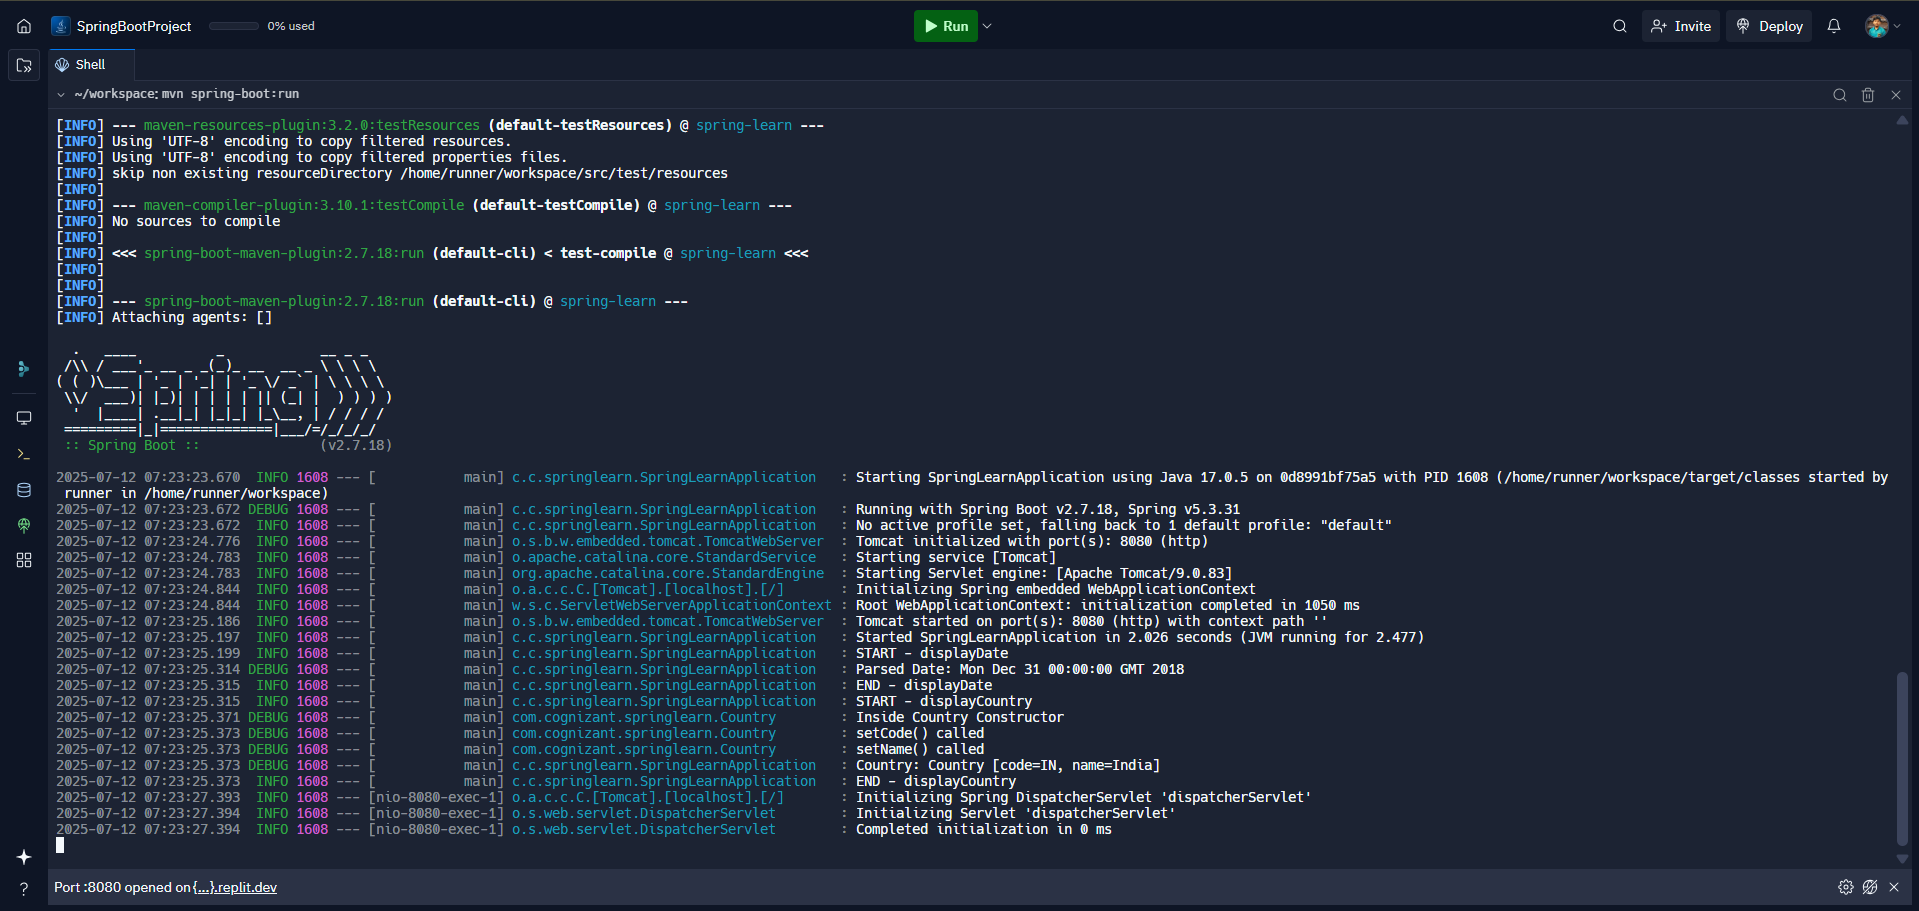 SpringBootProject 0% used Run Invite Deploy
Shell
~/workspace: mvn spring-boot:run
[INFO] --- maven-resources-plugin:3.2.0:testResources (default-testResources) @ spring-learn ---
[INFO] Using 'UTF-8' encoding to copy filtered resources.
[INFO] Using 'UTF-8' encoding to copy filtered properties files.
[INFO] skip non existing resourceDirectory /home/runner/workspace/src/test/resources
[INFO]
[INFO] --- maven-compiler-plugin:3.10.1:testCompile (default-testCompile) @ spring-learn ---
[INFO] No sources to compile
[INFO]
[INFO] <<< spring-boot-maven-plugin:2.7.18:run (default-cli) < test-compile @ spring-learn <<<
[INFO]
[INFO]
[INFO] --- spring-boot-maven-plugin:2.7.18:run (default-cli) @ spring-learn ---
[INFO] Attaching agents: []
  .   ____          _            __ _ _
 /\\ / ___'_ __ _ _(_)_ __  __ _ \ \ \ \
( ( )\___ | '_ | '_| | '_ \/ _` | \ \ \ \
 \\/  ___)| |_)| | | | | || (_| |  ) ) ) )
  '  |____| .__|_| |_|_| |_\__, | / / / /
 =========|_|==============|___/=/_/_/_/
 :: Spring Boot ::               (v2.7.18)
2025-07-12 07:23:23.670  INFO 1608 --- [           main] c.c.springlearn.SpringLearnApplication   : Starting SpringLearnApplication using Java 17.0.5 on 0d8991bf75a5 with PID 1608 (/home/runner/workspace/target/classes started by
 runner in /home/runner/workspace)
2025-07-12 07:23:23.672 DEBUG 1608 --- [           main] c.c.springlearn.SpringLearnApplication   : Running with Spring Boot v2.7.18, Spring v5.3.31
2025-07-12 07:23:23.672  INFO 1608 --- [           main] c.c.springlearn.SpringLearnApplication   : No active profile set, falling back to 1 default profile: "default"
2025-07-12 07:23:24.776  INFO 1608 --- [           main] o.s.b.w.embedded.tomcat.TomcatWebServer  : Tomcat initialized with port(s): 8080 (http)
2025-07-12 07:23:24.783  INFO 1608 --- [           main] o.apache.catalina.core.StandardService   : Starting service [Tomcat]
2025-07-12 07:23:24.783  INFO 1608 --- [           main] org.apache.catalina.core.StandardEngine  : Starting Servlet engine: [Apache Tomcat/9.0.83]
2025-07-12 07:23:24.844  INFO 1608 --- [           main] o.a.c.c.C.[Tomcat].[localhost].[/]       : Initializing Spring embedded WebApplicationContext
2025-07-12 07:23:24.844  INFO 1608 --- [           main] w.s.c.ServletWebServerApplicationContext : Root WebApplicationContext: initialization completed in 1050 ms
2025-07-12 07:23:25.186  INFO 1608 --- [           main] o.s.b.w.embedded.tomcat.TomcatWebServer  : Tomcat started on port(s): 8080 (http) with context path ''
2025-07-12 07:23:25.197  INFO 1608 --- [           main] c.c.springlearn.SpringLearnApplication   : Started SpringLearnApplication in 2.026 seconds (JVM running for 2.477)
2025-07-12 07:23:25.199  INFO 1608 --- [           main] c.c.springlearn.SpringLearnApplication   : START - displayDate
2025-07-12 07:23:25.314 DEBUG 1608 --- [           main] c.c.springlearn.SpringLearnApplication   : Parsed Date: Mon Dec 31 00:00:00 GMT 2018
2025-07-12 07:23:25.315  INFO 1608 --- [           main] c.c.springlearn.SpringLearnApplication   : END - displayDate
2025-07-12 07:23:25.315  INFO 1608 --- [           main] c.c.springlearn.SpringLearnApplication   : START - displayCountry
2025-07-12 07:23:25.371 DEBUG 1608 --- [           main] com.cognizant.springlearn.Country        : Inside Country Constructor
2025-07-12 07:23:25.373 DEBUG 1608 --- [           main] com.cognizant.springlearn.Country        : setCode() called
2025-07-12 07:23:25.373 DEBUG 1608 --- [           main] com.cognizant.springlearn.Country        : setName() called
2025-07-12 07:23:25.373 DEBUG 1608 --- [           main] c.c.springlearn.SpringLearnApplication   : Country: Country [code=IN, name=India]
2025-07-12 07:23:25.373  INFO 1608 --- [           main] c.c.springlearn.SpringLearnApplication   : END - displayCountry
2025-07-12 07:23:27.393  INFO 1608 --- [nio-8080-exec-1] o.a.c.c.C.[Tomcat].[localhost].[/]       : Initializing Spring DispatcherServlet 'dispatcherServlet'
2025-07-12 07:23:27.394  INFO 1608 --- [nio-8080-exec-1] o.s.web.servlet.DispatcherServlet        : Initializing Servlet 'dispatcherServlet'
2025-07-12 07:23:27.394  INFO 1608 --- [nio-8080-exec-1] o.s.web.servlet.DispatcherServlet        : Completed initialization in 0 ms
Port :8080 opened on {...}.replit.dev